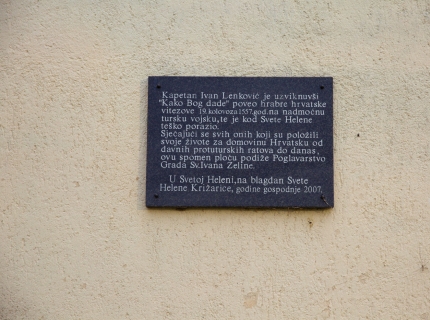 Kapetan Ivan Lenković je uzviknuvši
"Kako Bog dade" poveo hrabre hrvatske
vitezove 19.kolovoza 1557.god.na nadmoćnu
tursku vojsku,te je kod Svete Helene
teško porazio.
Sjećajući se svih onih koji su položili
svoje živote za domovinu Hrvatsku od
davnih protuturskih ratova do danas,
ovu spomen ploču podiže Poglavarstvo
Grada Sv.Ivana Zeline.
U Svetoj Heleni,na blagdan Svete
Helene Križarice, godine gospodnje 2007.